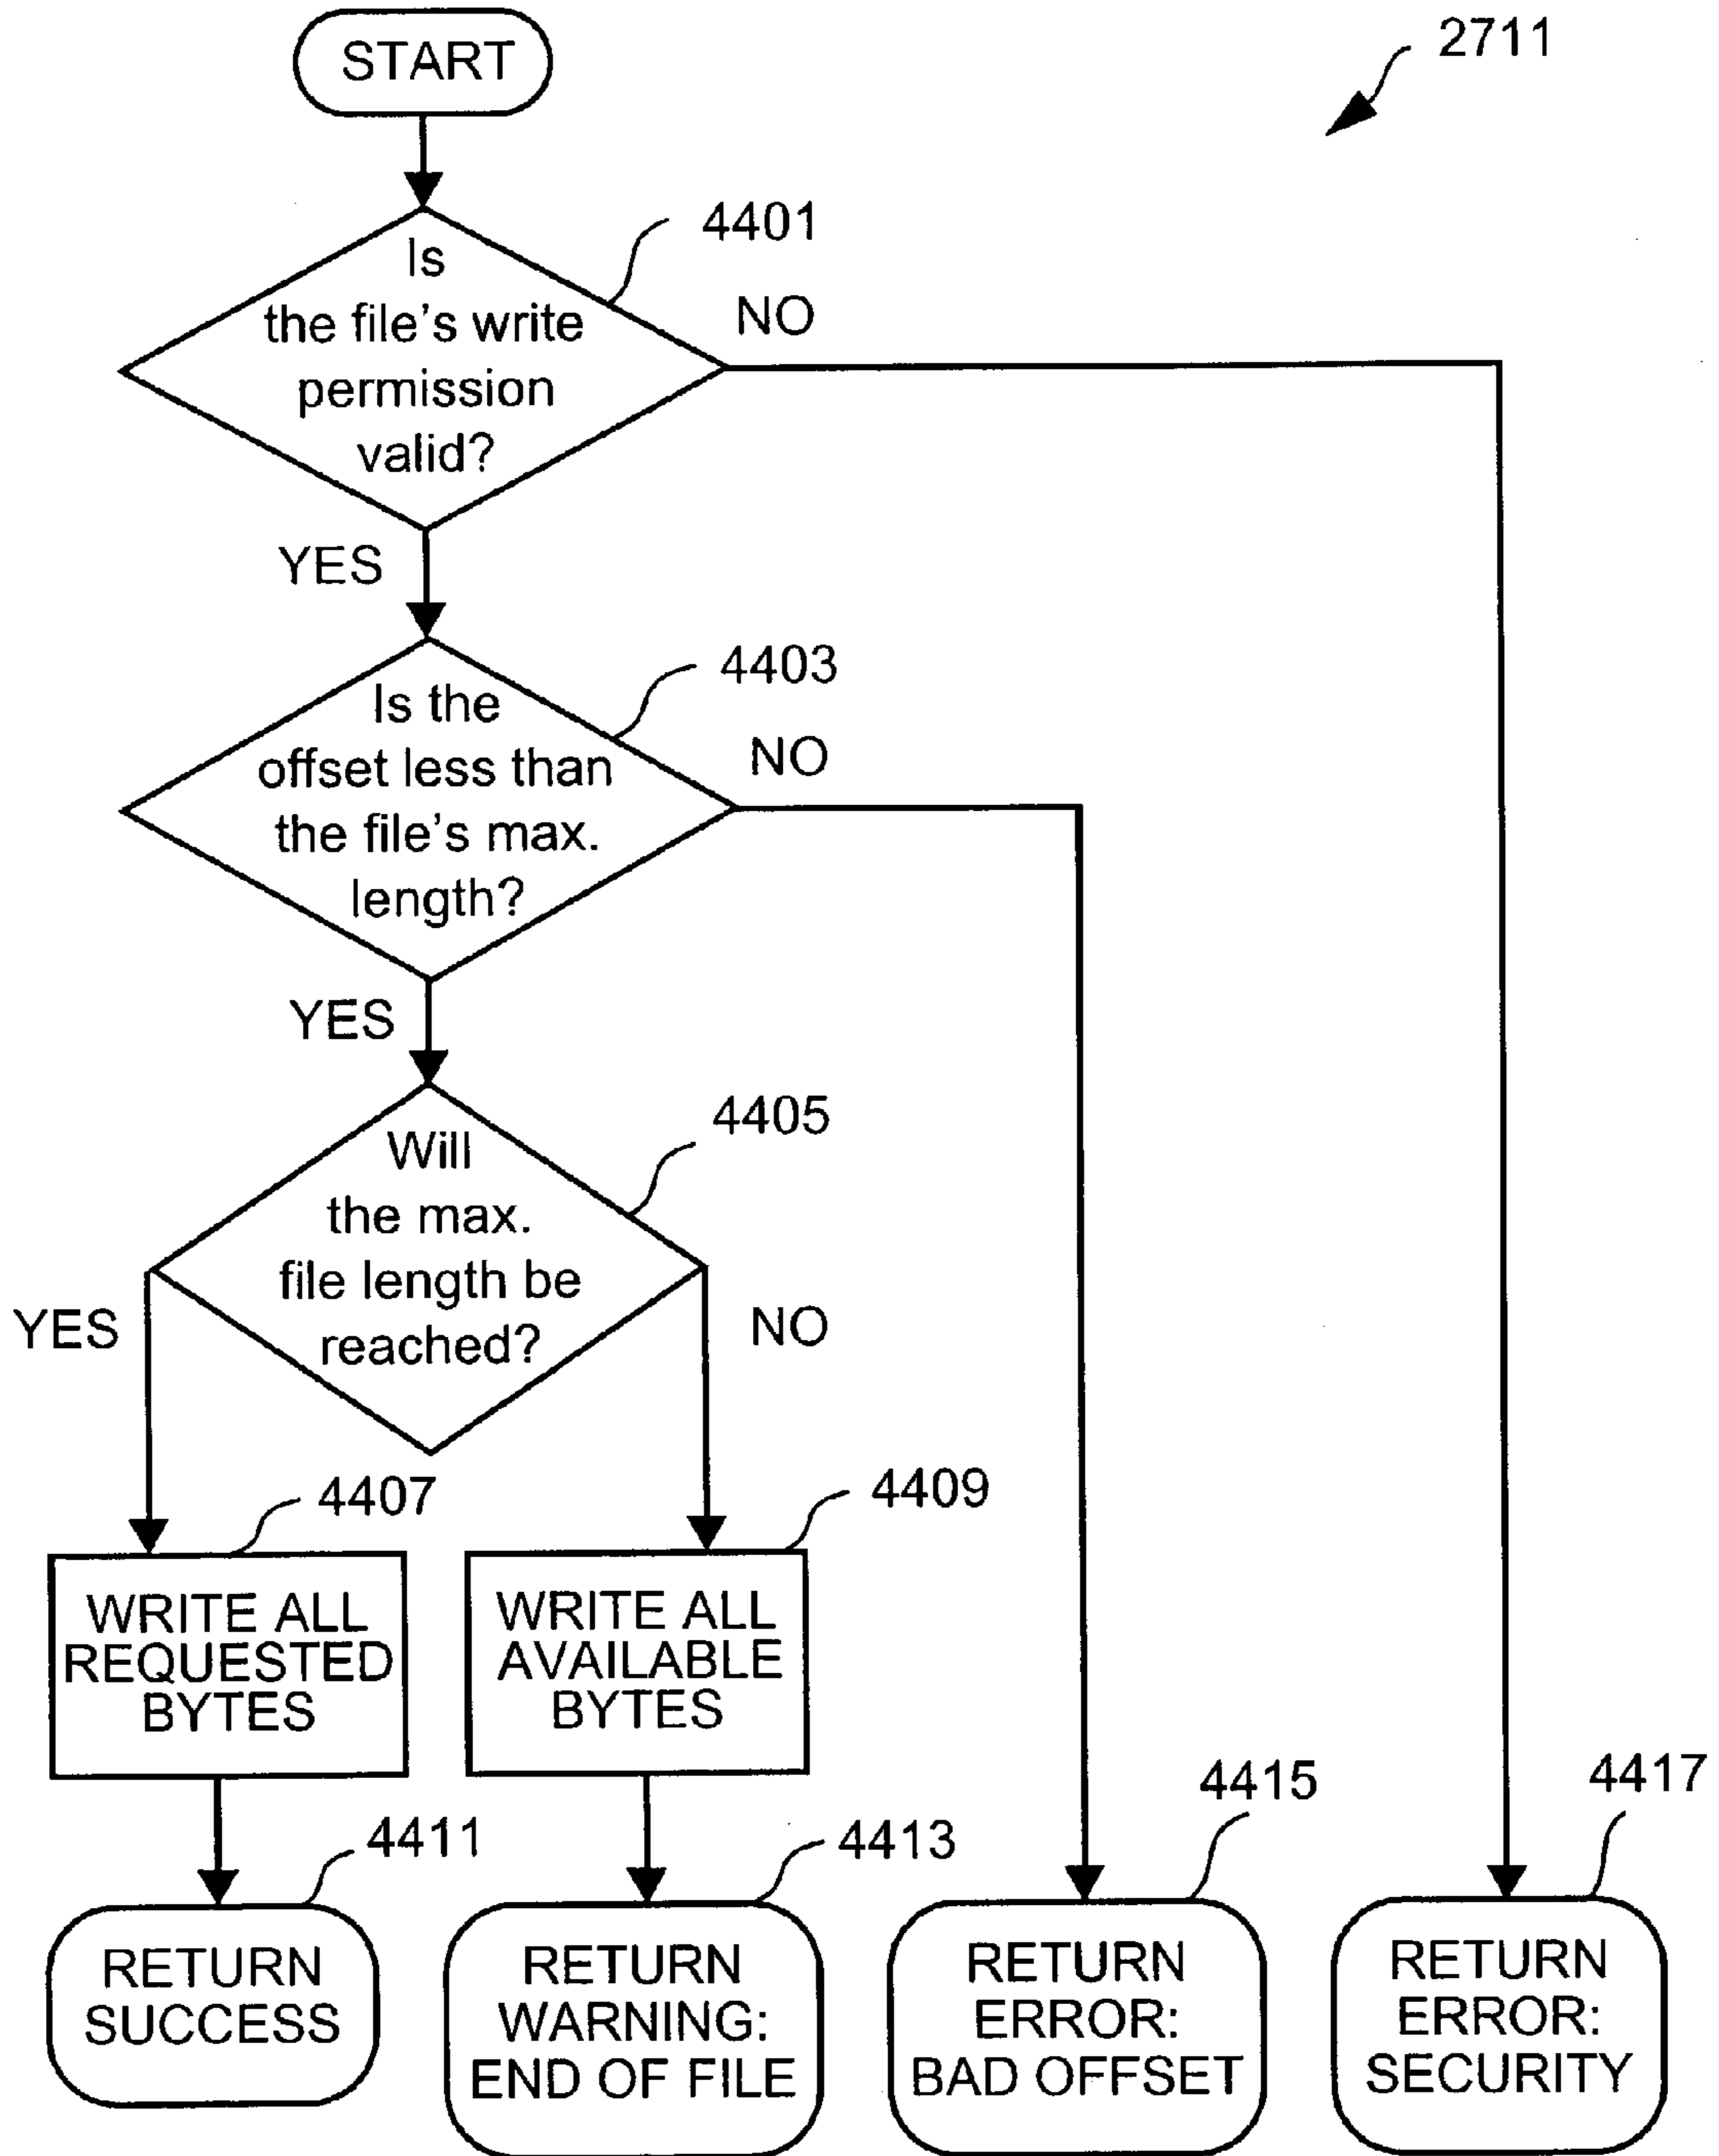 START
2711
4401
Is
the file's write
permission
valid?
NO
YES
4403
Is the
offset less than
the file's max.
length?
NO
YES
4405
Will
the max.
file length be
reached?
YES
NO
4407
4409
WRITE ALL
REQUESTED
BYTES
WRITE ALL
AVAILABLE
BYTES
4411
4413
4415
4417
RETURN
SUCCESS
RETURN
WARNING:
END OF FILE
RETURN
ERROR:
BAD OFFSET
RETURN
ERROR:
SECURITY